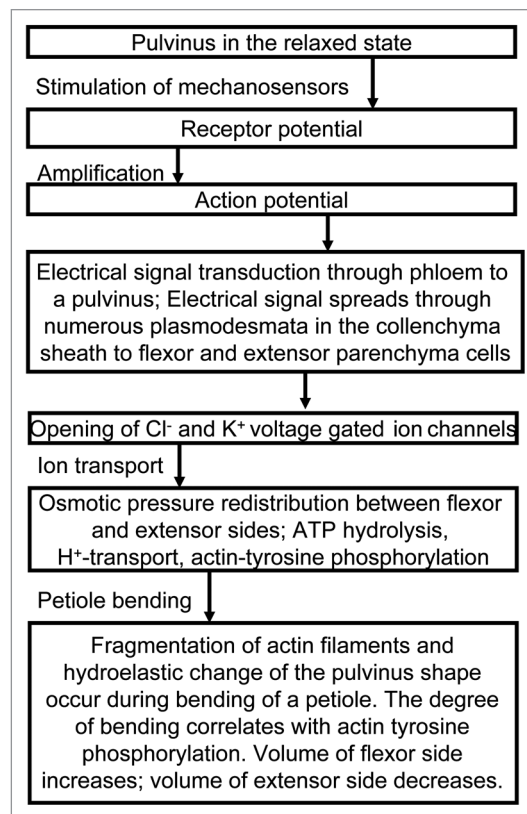 Pulvinus in the relaxed state
Stimulation of mechanosensors
Receptor potential
Amplification
Action potential
Electrical signal transduction through phloem to
a pulvinus; Electrical signal spreads through
numerous plasmodesmata in the collenchyma
sheath to flexor and extensor parenchyma cells
Opening of Cl⁻ and K⁺ voltage gated ion channels
Ion transport
Osmotic pressure redistribution between flexor
and extensor sides; ATP hydrolysis,
H⁺-transport, actin-tyrosine phosphorylation
Petiole bending
Fragmentation of actin filaments and
hydroelastic change of the pulvinus shape
occur during bending of a petiole. The degree
of bending correlates with actin tyrosine
phosphorylation. Volume of flexor side
increases; volume of extensor side decreases.